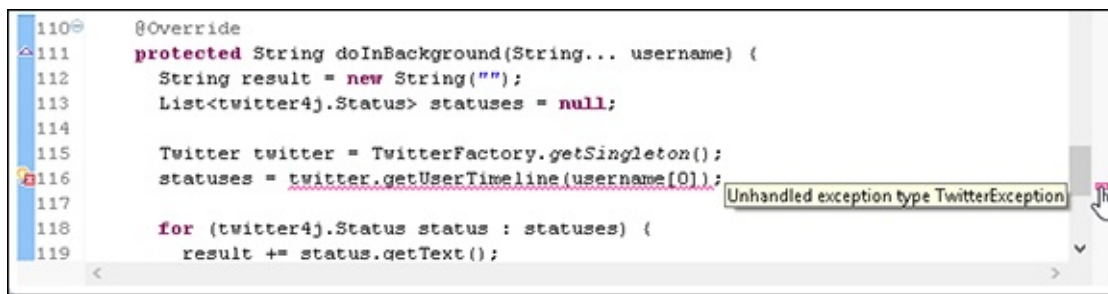 110 @Override
111 protected String doInBackground(String... username) {
112 String result = new String("");
113 List<twitter4j.Status> statuses = null;
114
115 Twitter twitter = TwitterFactory.getSingleton();
116 statuses = twitter.getUserTimeline(username[0]);
Unhandled exception type TwitterException
117
118 for (twitter4j.Status status : statuses) {
119 result += status.getText();